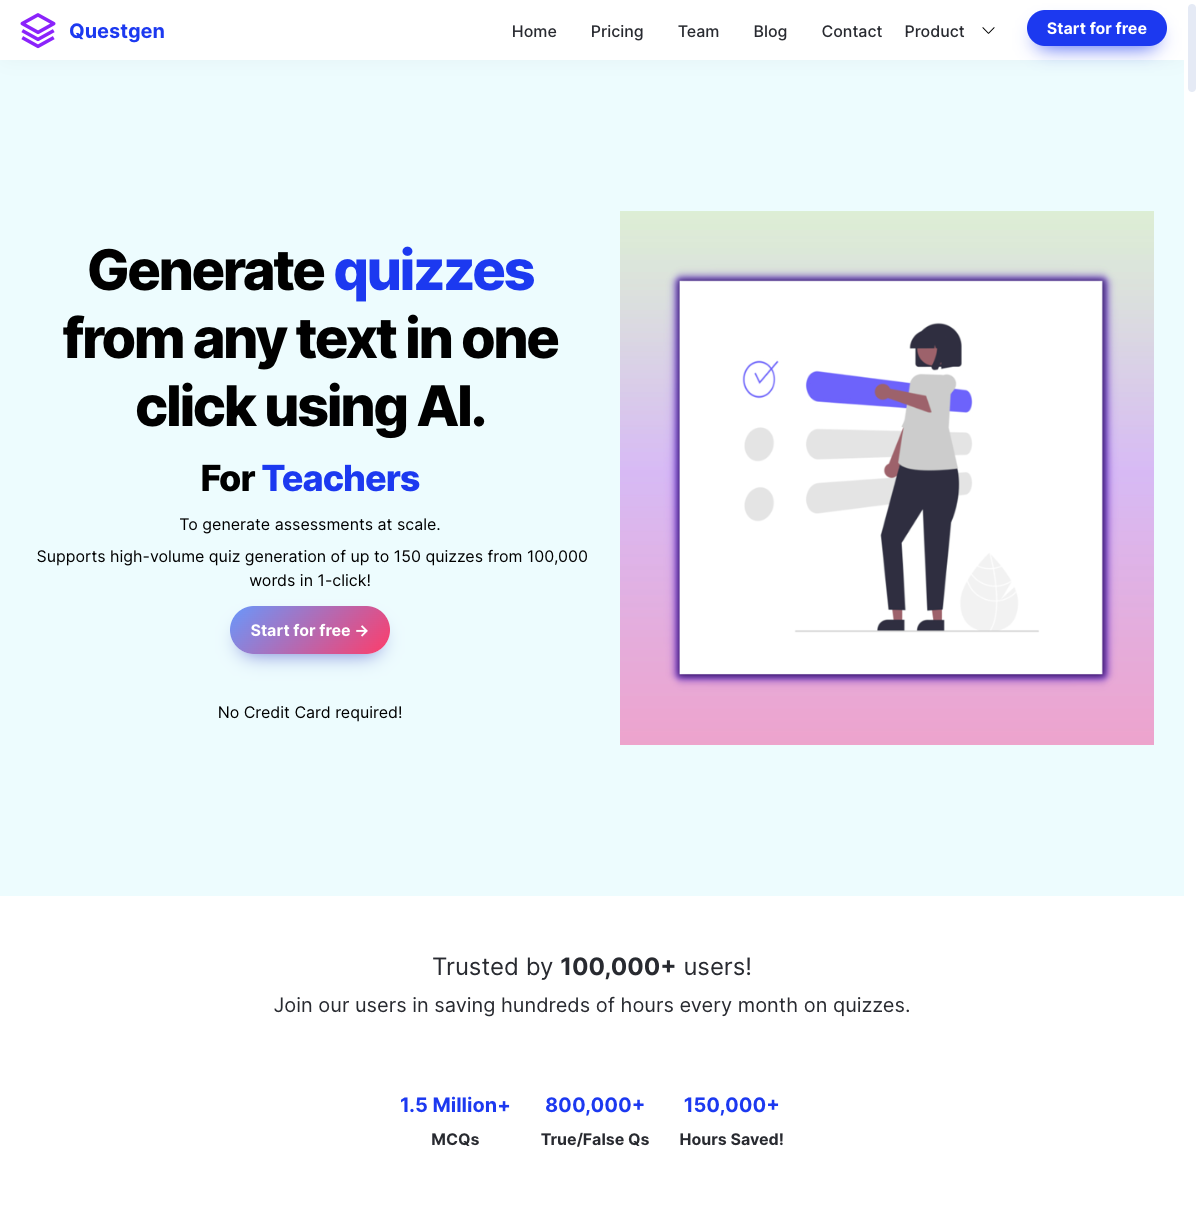 Questgen
Home Pricing Team Blog Contact Product Start for free
Generate quizzes
from any text in one
click using AI.
For Teachers
To generate assessments at scale.
Supports high-volume quiz generation of up to 150 quizzes from 100,000
words in 1-click!
Start for free →
No Credit Card required!
Trusted by 100,000+ users!
Join our users in saving hundreds of hours every month on quizzes.
1.5 Million+ 800,000+ 150,000+
MCQs True/False Qs Hours Saved!